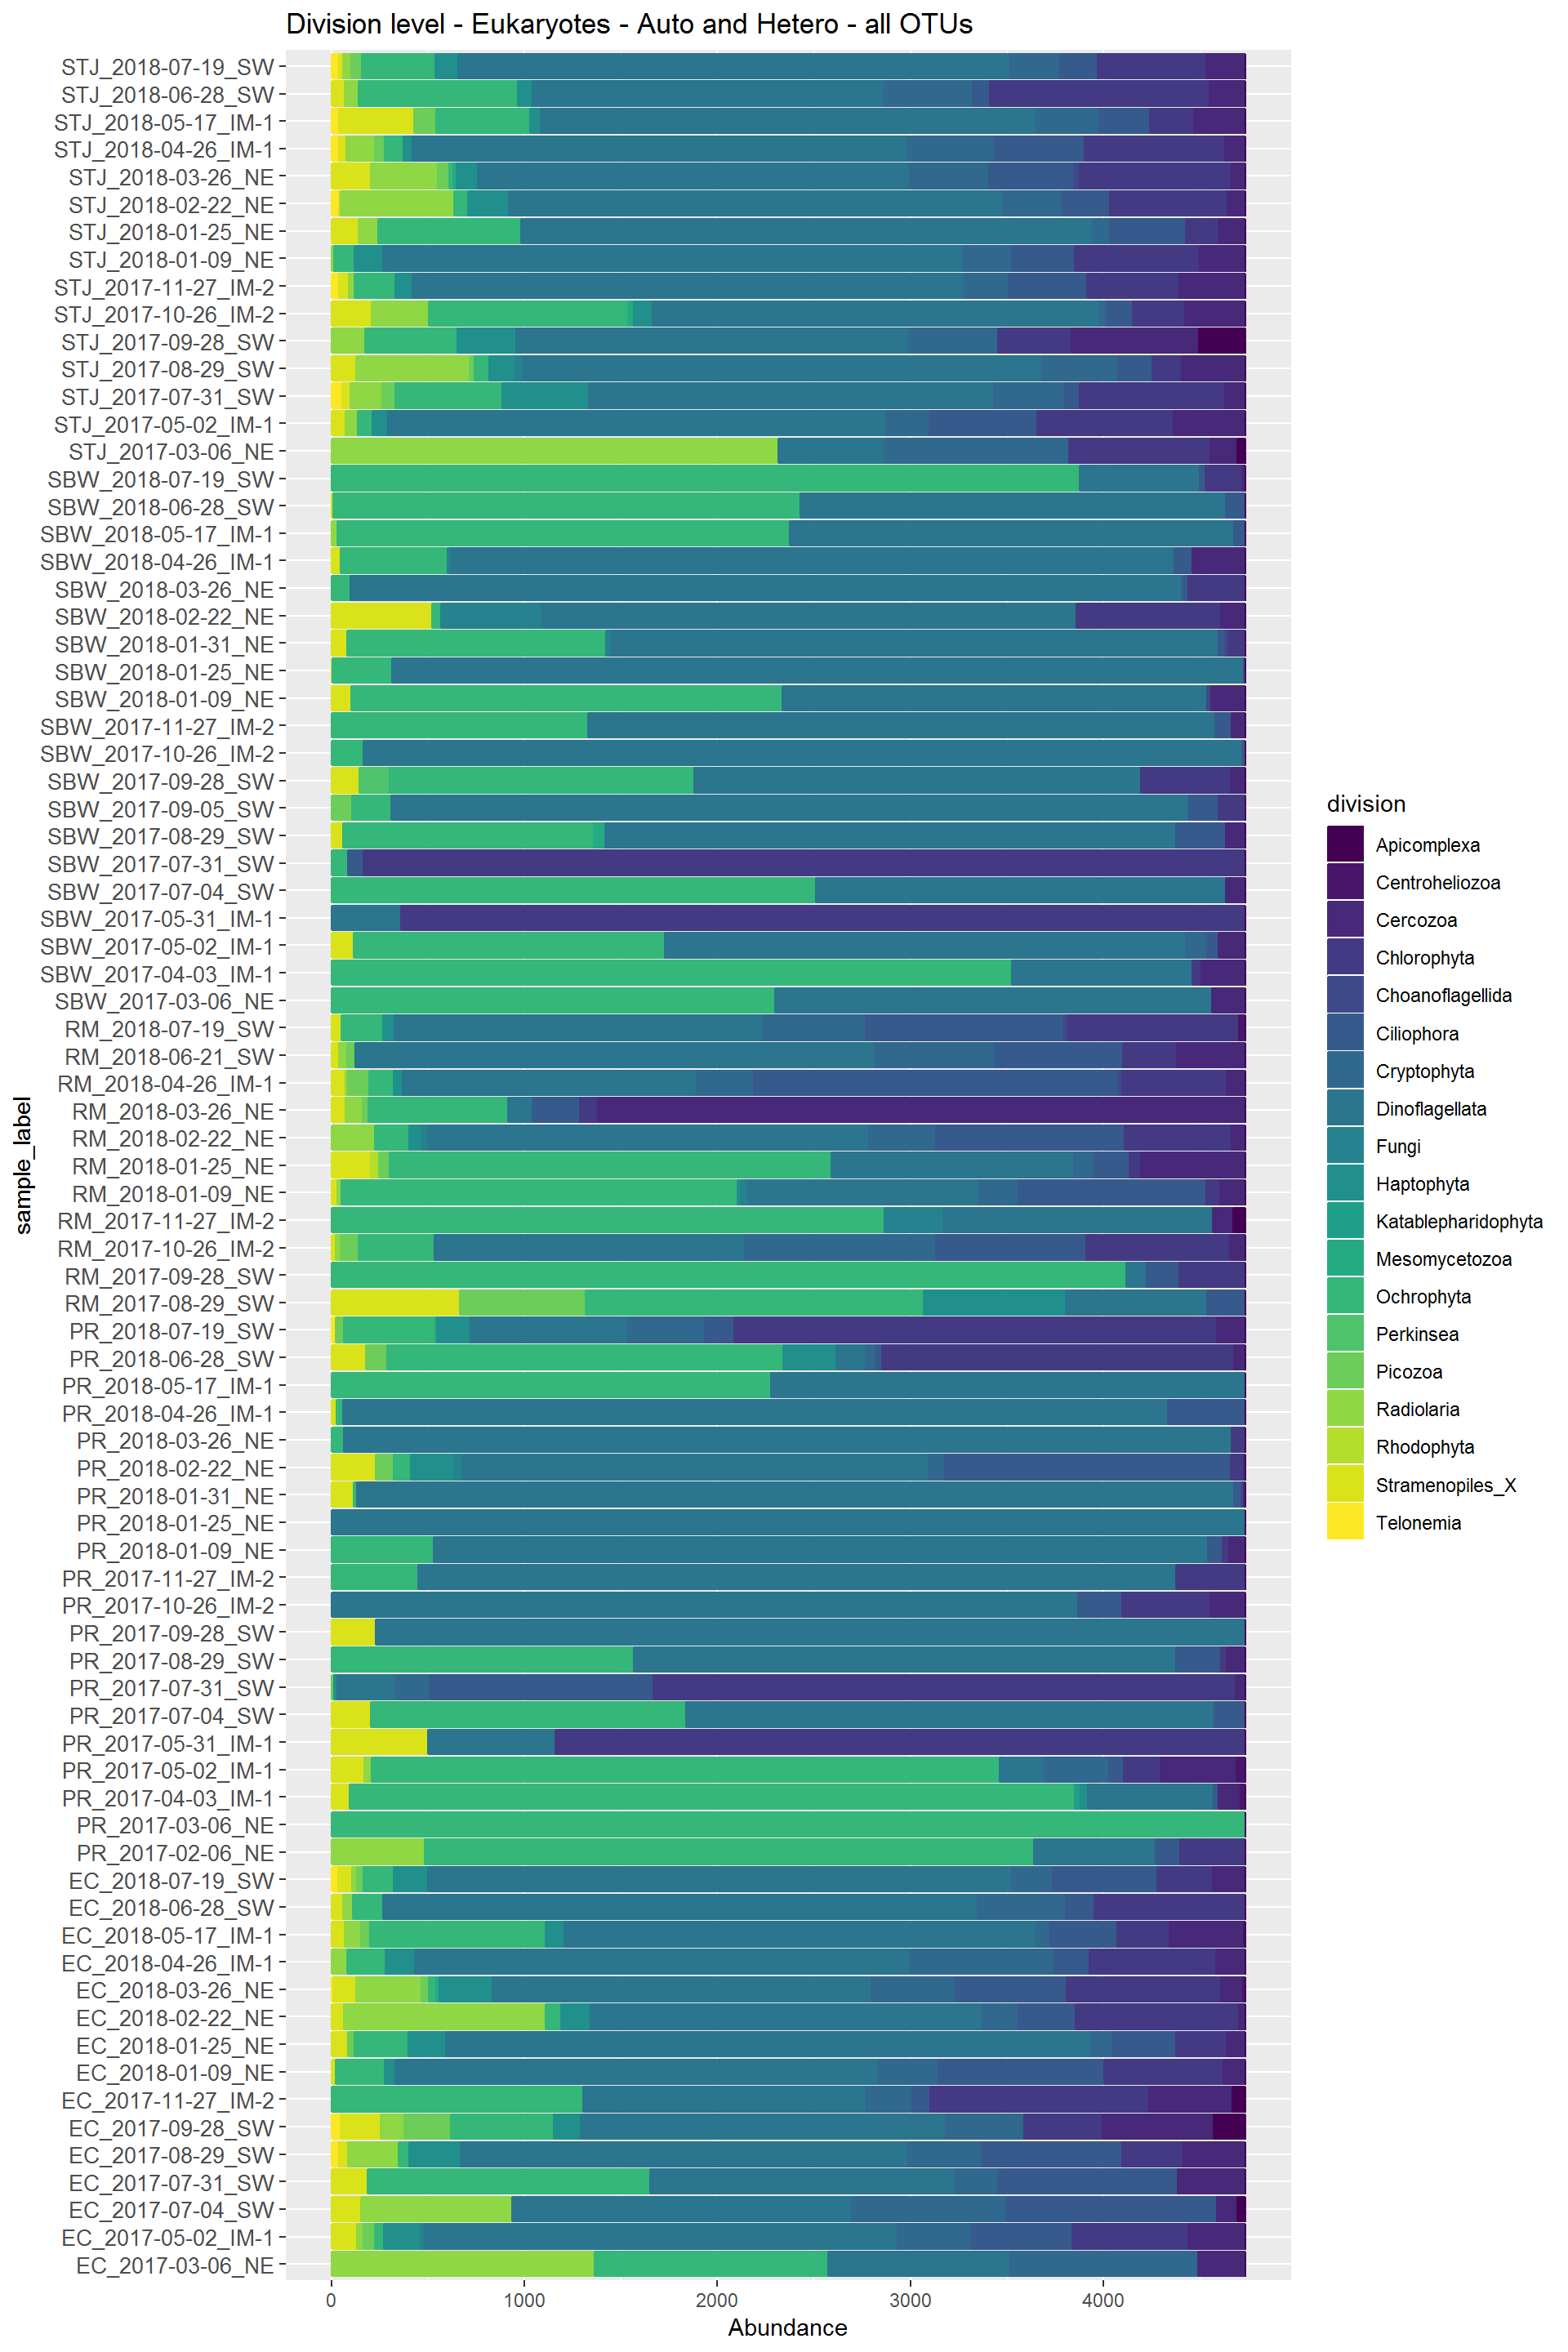 Division level - Eukaryotes - Auto and Hetero - all OTUs
sample_label
STJ_2018-07-19_SW
STJ_2018-06-28_SW
STJ_2018-05-17_IM-1
STJ_2018-04-26_IM-1
STJ_2018-03-26_NE
STJ_2018-02-22_NE
STJ_2018-01-25_NE
STJ_2018-01-09_NE
STJ_2017-11-27_IM-2
STJ_2017-10-26_IM-2
STJ_2017-09-28_SW
STJ_2017-08-29_SW
STJ_2017-07-31_SW
STJ_2017-05-02_IM-1
STJ_2017-03-06_NE
SBW_2018-07-19_SW
SBW_2018-06-28_SW
SBW_2018-05-17_IM-1
SBW_2018-04-26_IM-1
SBW_2018-03-26_NE
SBW_2018-02-22_NE
SBW_2018-01-31_NE
SBW_2018-01-25_NE
SBW_2018-01-09_NE
SBW_2017-11-27_IM-2
SBW_2017-10-26_IM-2
SBW_2017-09-28_SW
SBW_2017-09-05_SW
SBW_2017-08-29_SW
SBW_2017-07-31_SW
SBW_2017-07-04_SW
SBW_2017-05-31_IM-1
SBW_2017-05-02_IM-1
SBW_2017-04-03_IM-1
SBW_2017-03-06_NE
RM_2018-07-19_SW
RM_2018-06-21_SW
RM_2018-04-26_IM-1
RM_2018-03-26_NE
RM_2018-02-22_NE
RM_2018-01-25_NE
RM_2018-01-09_NE
RM_2017-11-27_IM-2
RM_2017-10-26_IM-2
RM_2017-09-28_SW
RM_2017-08-29_SW
PR_2018-07-19_SW
PR_2018-06-28_SW
PR_2018-05-17_IM-1
PR_2018-04-26_IM-1
PR_2018-03-26_NE
PR_2018-02-22_NE
PR_2018-01-31_NE
PR_2018-01-25_NE
PR_2018-01-09_NE
PR_2017-11-27_IM-2
PR_2017-10-26_IM-2
PR_2017-09-28_SW
PR_2017-08-29_SW
PR_2017-07-31_SW
PR_2017-07-04_SW
PR_2017-05-31_IM-1
PR_2017-05-02_IM-1
PR_2017-04-03_IM-1
PR_2017-03-06_NE
PR_2017-02-06_NE
EC_2018-07-19_SW
EC_2018-06-28_SW
EC_2018-05-17_IM-1
EC_2018-04-26_IM-1
EC_2018-03-26_NE
EC_2018-02-22_NE
EC_2018-01-25_NE
EC_2018-01-09_NE
EC_2017-11-27_IM-2
EC_2017-09-28_SW
EC_2017-08-29_SW
EC_2017-07-31_SW
EC_2017-07-04_SW
EC_2017-05-02_IM-1
EC_2017-03-06_NE
0 1000 2000 3000 4000
Abundance
division
Apicomplexa
Centroheliozoa
Cercozoa
Chlorophyta
Choanoflagellida
Ciliophora
Cryptophyta
Dinoflagellata
Fungi
Haptophyta
Katablepharidophyta
Mesomycetozoa
Ochrophyta
Perkinsea
Picozoa
Radiolaria
Rhodophyta
Stramenopiles_X
Telonemia